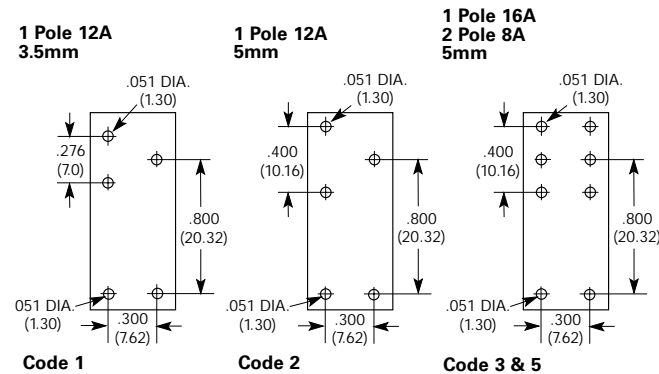 1 Pole 12A
3.5mm
.051 DIA.
(1.30)
.276
(7.0)
.800
(20.32)
051 DIA.
(1.30)
.300
(7.62)
Code 1
1 Pole 12A
5mm
.051 DIA.
(1.30)
.400
(10.16)
.800
(20.32)
.051 DIA.
(1.30)
.300
(7.62)
Code 2
1 Pole 16A
2 Pole 8A
5mm
.051 DIA.
(1.30)
.400
(10.16)
.800
(20.32)
.051 DIA.
(1.30)
.300
(7.62)
Code 3 & 5